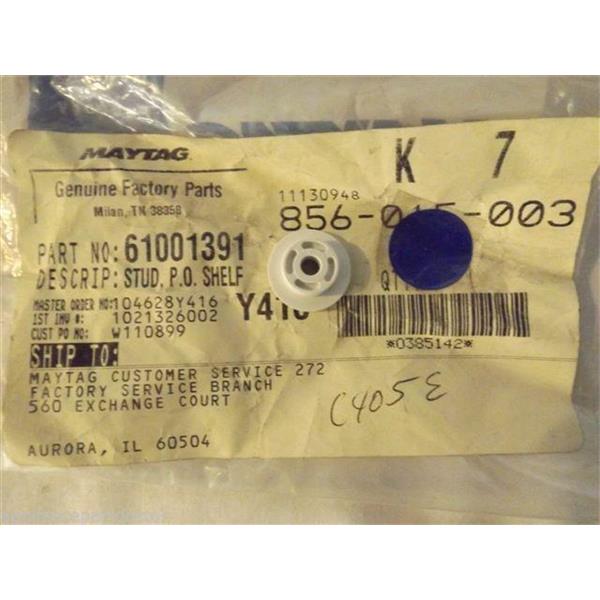 MAYTAG
Genuine Factory Parts
Milan, TN 38358
K 7
11130948
856-015-003
PART NO: 61001391
DESCRIP: STUD, P.O. SHELF
MASTER ORDER NO: 104628Y416
1ST INV #: 1021326002
CUST PO NO: W110899
*0385142*
SHIP TO:
MAYTAG CUSTOMER SERVICE 272
FACTORY SERVICE BRANCH
560 EXCHANGE COURT
C405E
AURORA, IL 60504